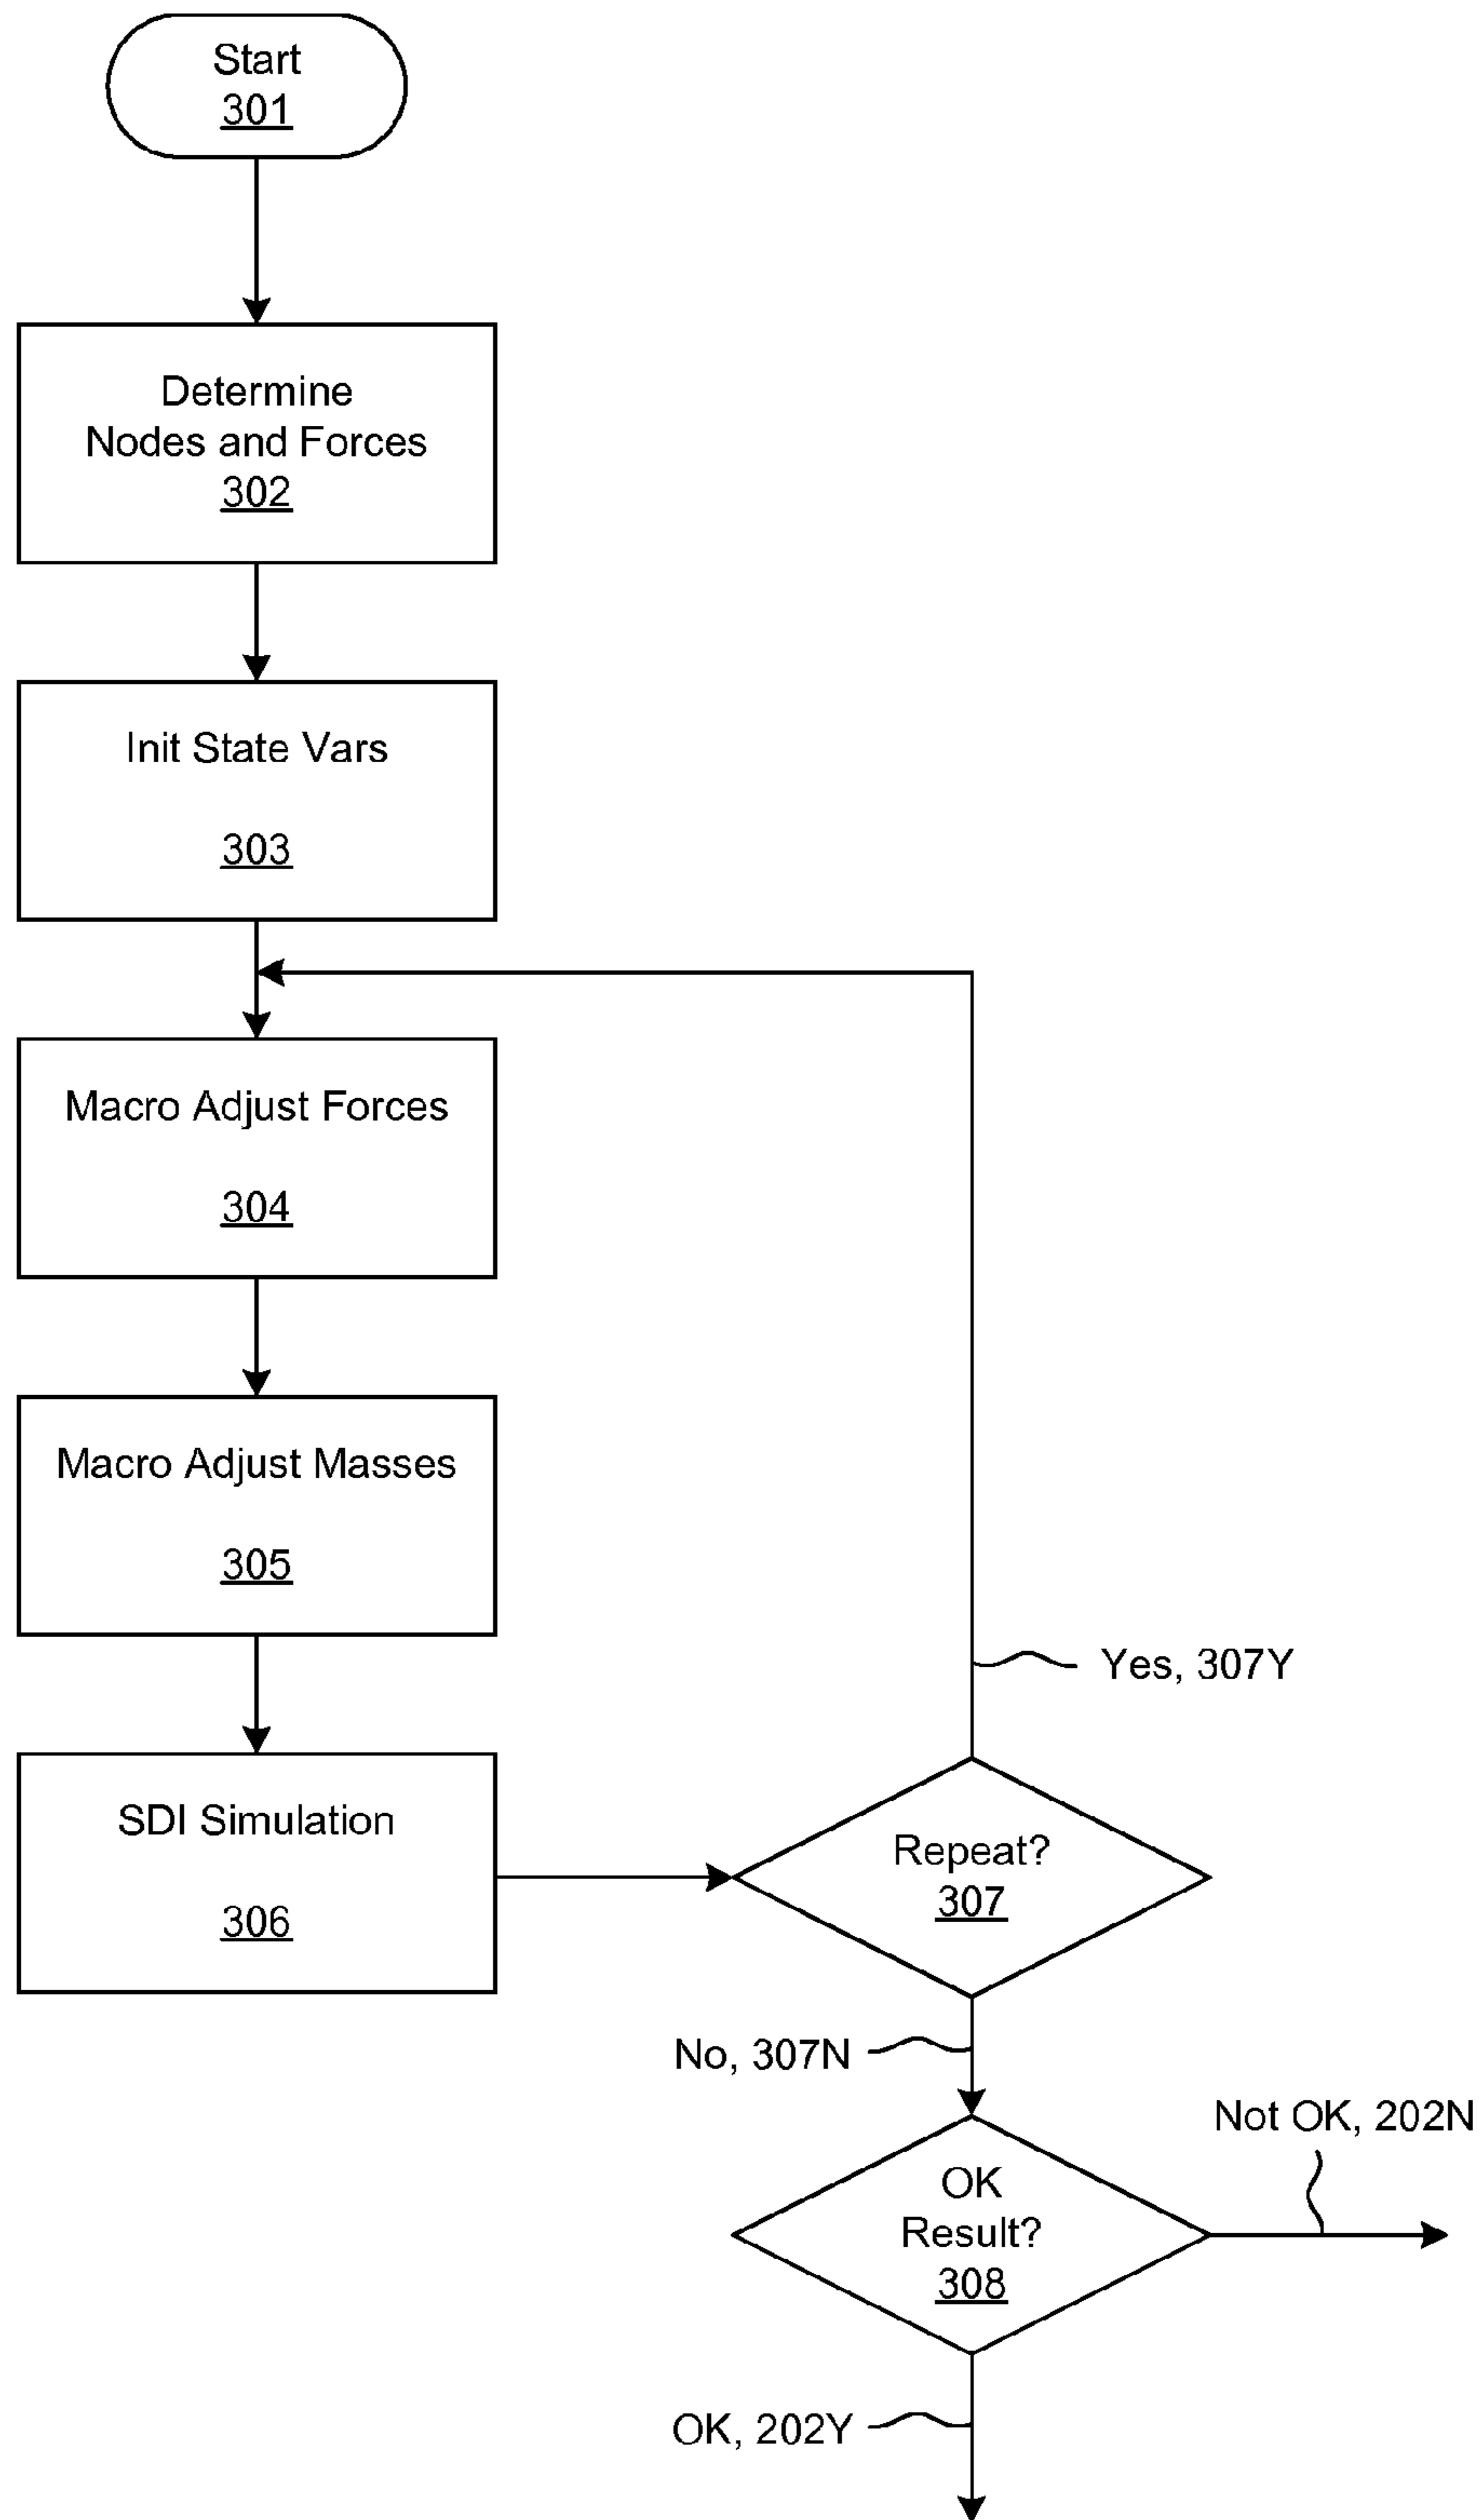 Start
301
Determine
Nodes and Forces
302
Init State Vars
303
Macro Adjust Forces
304
Macro Adjust Masses
305
Yes, 307Y
SDI Simulation
306
Repeat?
307
No, 307N
Not OK, 202N
OK
Result?
308
OK, 202Y